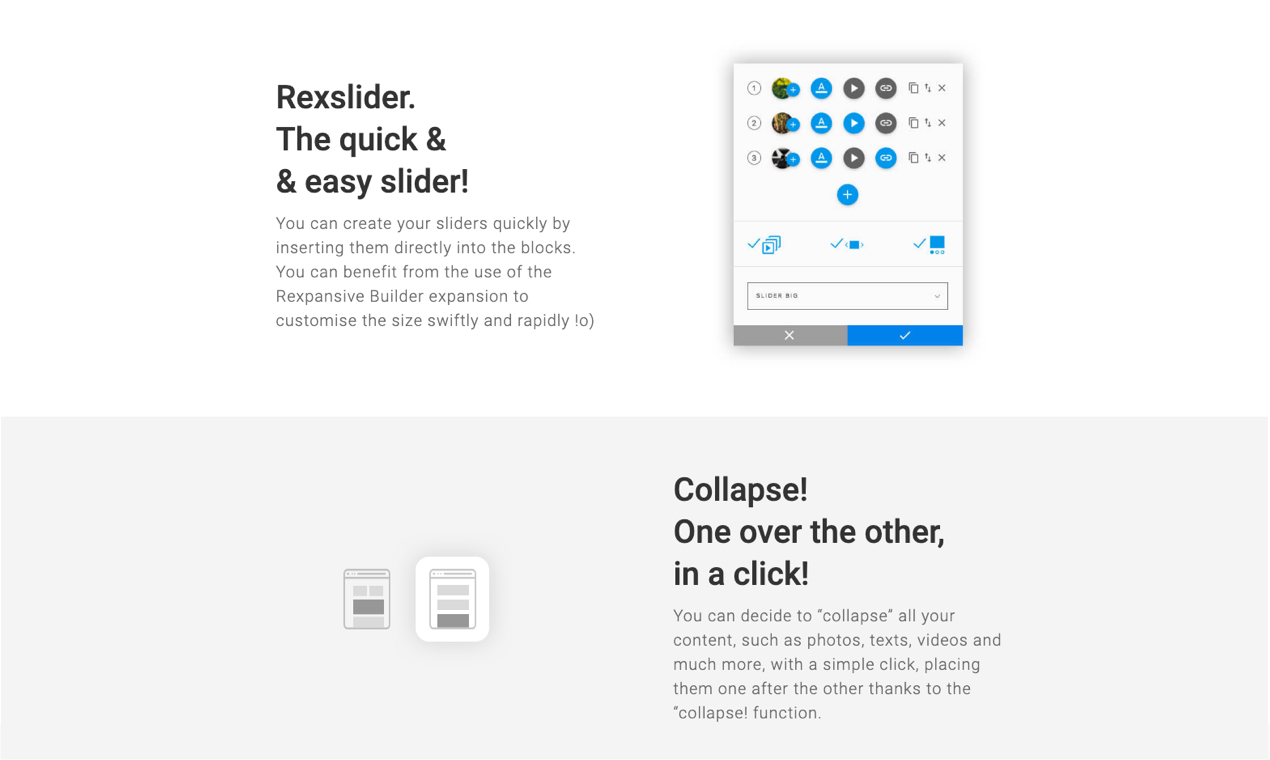 Rexslider.
The quick &
& easy slider!
You can create your sliders quickly by
inserting them directly into the blocks.
You can benefit from the use of the
Rexpansive Builder expansion to
customise the size swiftly and rapidly !o)
1
A
2
A
3
A
SLIDER BIG
Collapse!
One over the other,
in a click!
You can decide to “collapse” all your
content, such as photos, texts, videos and
much more, with a simple click, placing
them one after the other thanks to the
“collapse! function.